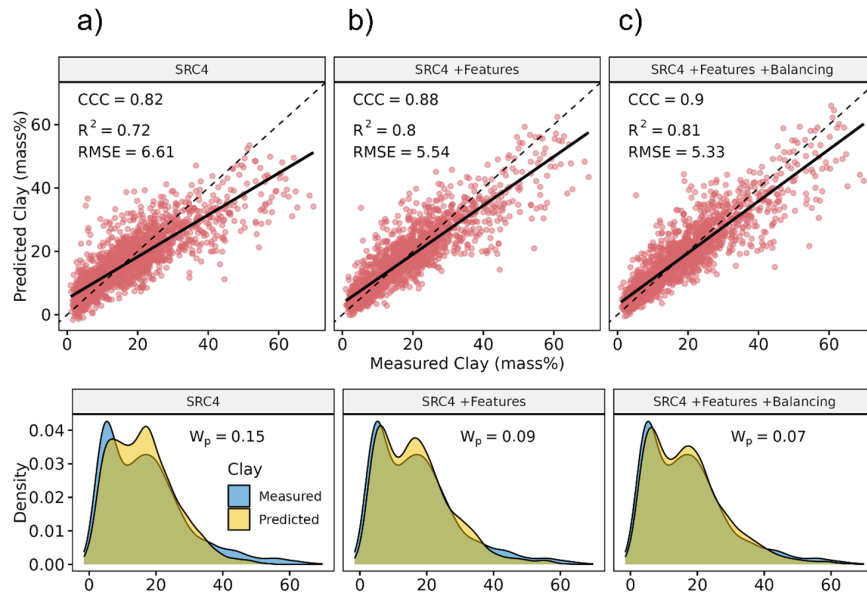 a) b) c)
SRC4 SRC4 +Features SRC4 +Features +Balancing
CCC = 0.82 CCC = 0.88 CCC = 0.9
R² = 0.72 R² = 0.8 R² = 0.81
RMSE = 6.61 RMSE = 5.54 RMSE = 5.33
Predicted Clay (mass%)
60
40
20
0
0 20 40 60 0 20 40 60 0 20 40 60
Measured Clay (mass%)
SRC4 SRC4 +Features SRC4 +Features +Balancing
Wₚ = 0.15 Wₚ = 0.09 Wₚ = 0.07
Density
0.04
0.03
0.02
0.01
0.00
Clay
Measured
Predicted
0 20 40 60 0 20 40 60 0 20 40 60